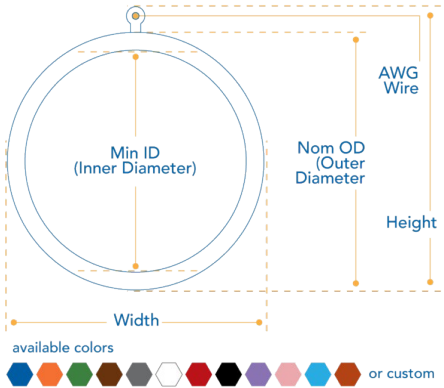 AWG
Wire
Min ID
(Inner Diameter)
Nom OD
(Outer
Diameter
Height
Width
available colors
or custom